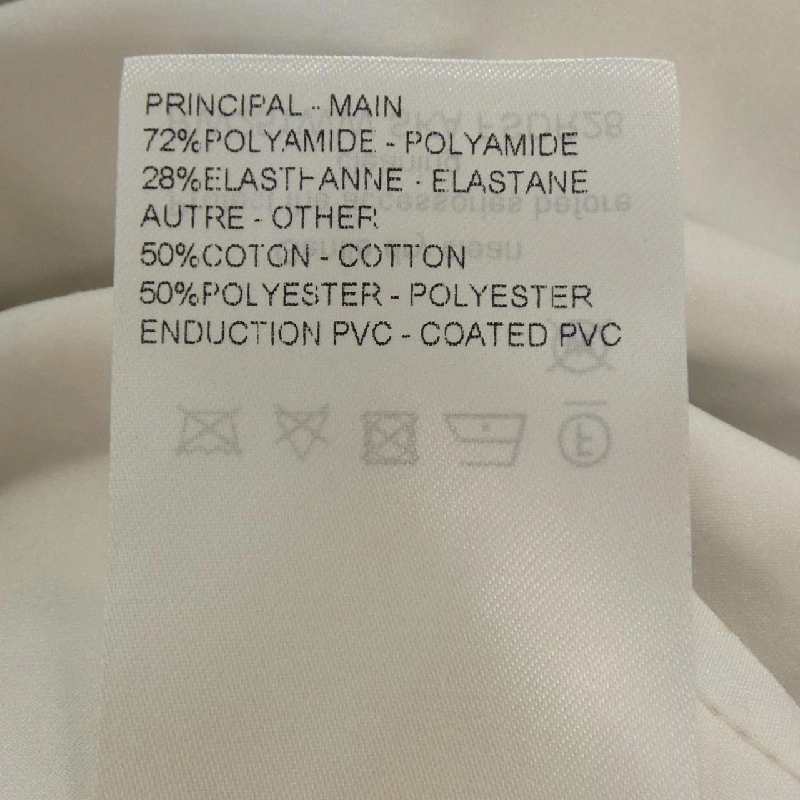 PRINCIPAL - MAIN
72%POLYAMIDE - POLYAMIDE
28%ELASTHANNE - ELASTANE
AUTRE - OTHER
50%COTON - COTTON
50%POLYESTER - POLYESTER
ENDUCTION PVC - COATED PVC